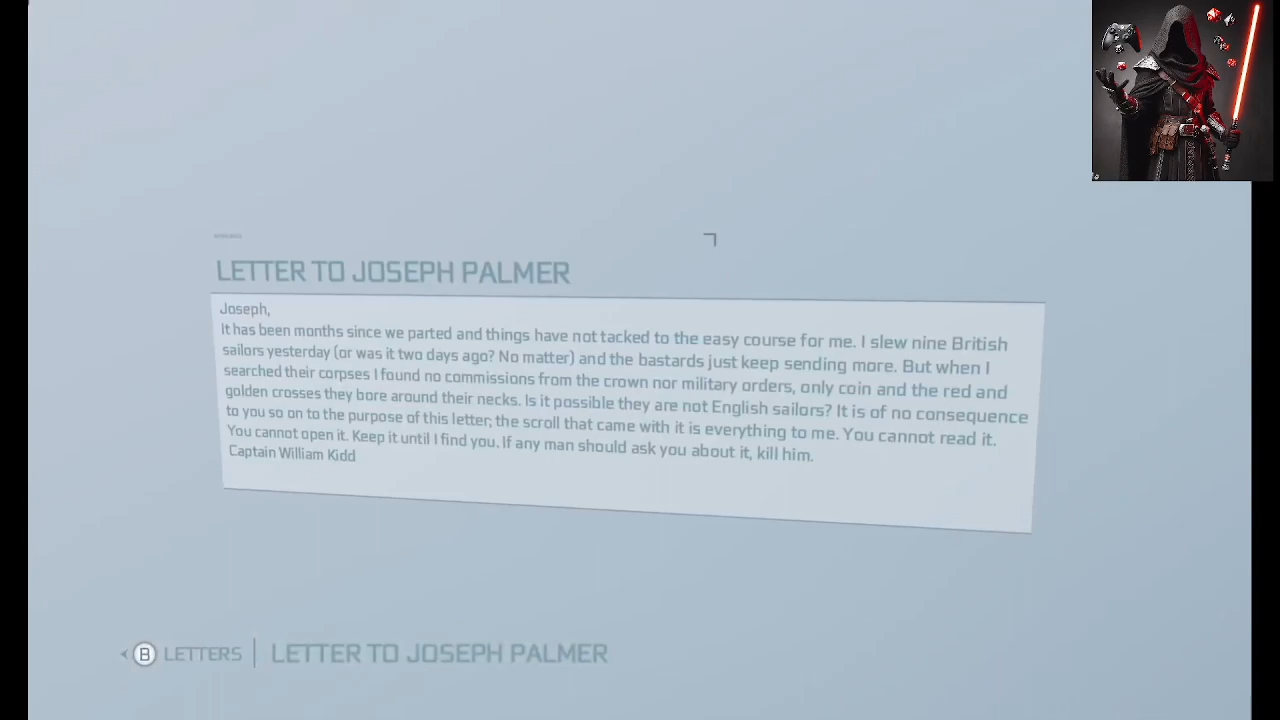 LETTER TO JOSEPH PALMER
Joseph,
It has been months since we parted and things have not tacked to the easy course for me. I slew nine British
sailors yesterday (or was it two days ago? No matter) and the bastards just keep sending more. But when I
searched their corpses I found no commissions from the crown nor military orders, only coin and the red and
golden crosses they bore around their necks. Is it possible they are not English sailors? It is of no consequence
to you so on to the purpose of this letter; the scroll that came with it is everything to me. You cannot read it.
You cannot open it. Keep it until I find you. If any man should ask you about it, kill him.
Captain William Kidd
B LETTERS | LETTER TO JOSEPH PALMER